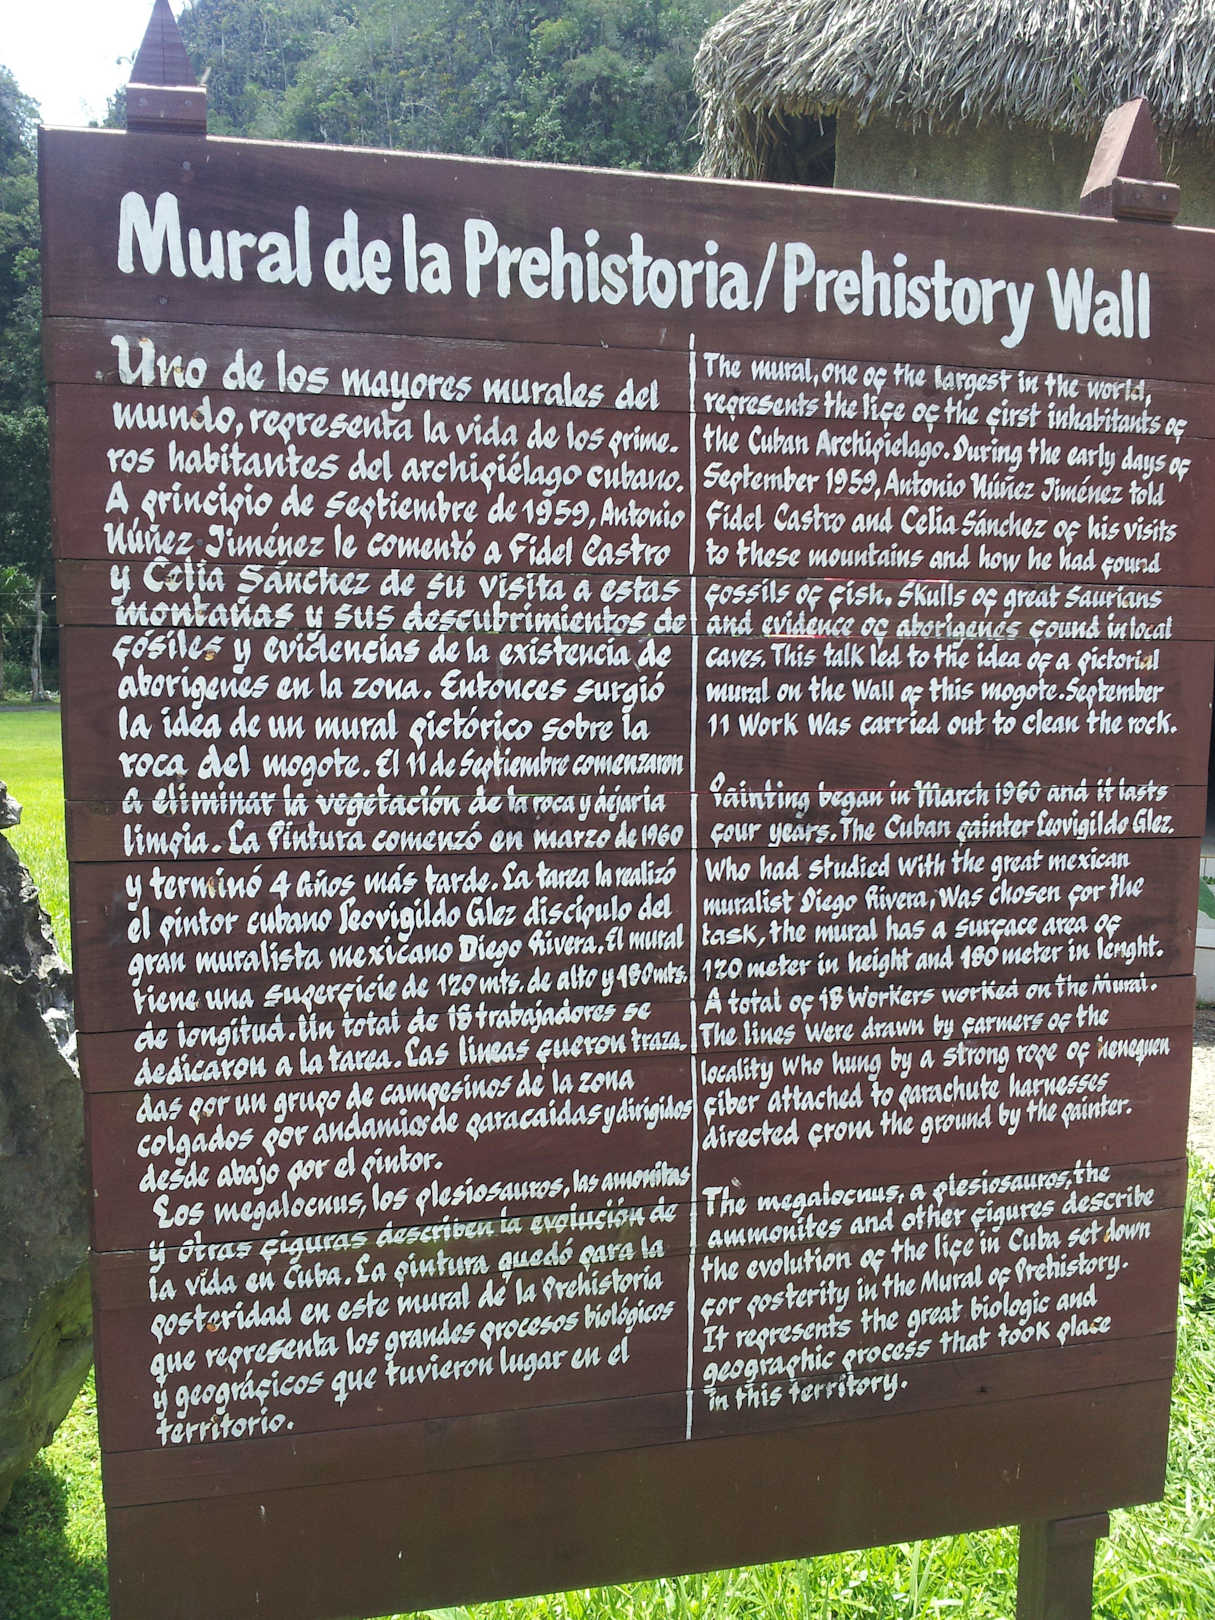 Mural de la Prehistoria/Prehistory Wall
Uno de los mayores murales del
mundo, representa la vida de los prime.
ros habitantes del archipiélago cubano.
A principio de Septiembre de 1959, Antonio
Núñez Jiménez le comentó a Fidel Castro
y Celia Sánchez de su visita a estas
montañas y sus descubrimientos de
fósiles y evidencias de la existencia de
aborigenes en la zona. Entonces surgió
la idea de un mural pictórico sobre la
roca del mogote. El 11 de Septiembre comenzaron
a eliminar la vegetación de la roca y dejarla
limpia. La Pintura comenzó en marzo de 1960
y terminó 4 años más tarde. La tarea la realizó
el pintor cubano Leovigildo Glez discipulo del
gran muralista mexicano Diego Rivera. El mural
tiene una superficie de 120 mts. de alto y 180 mts.
de longitud. Un total de 18 trabajadores se
dedicaron a la tarea. Las lineas fueron traza.
das por un grupo de campesinos de la zona
colgados por andamios de paracaidas y dirigidos
desde abajo por el pintor.
Los megalocnus, los plesiosauros, las amonitas
y otras figuras describen la evolución de
la vida en Cuba. La pintura quedó para la
posteridad en este mural de la Prehistoria
que representa los grandes procesos biológicos
y geográficos que tuvieron lugar en el
territorio.
The mural, one of the largest in the world,
represents the life of the first inhabitants of
the Cuban Archipielago. During the early days of
September 1959, Antonio Núñez Jiménez told
Fidel Castro and Celia Sánchez of his visits
to these mountains and how he had found
fossils of fish, Skulls of great Saurians
and evidence of aborigenes found in local
caves. This talk led to the idea of a pictorial
mural on the Wall of this mogote. September
11 Work Was carried out to clean the rock.
Painting began in March 1960 and it lasts
four years. The Cuban painter Leovigildo Glez,
Who had studied with the great mexican
muralist Diego Rivera, Was chosen for the
task, the mural has a surface area of
120 meter in height and 180 meter in lenght.
A total of 18 Workers worked on the Mural.
The lines Were drawn by farmers of the
locality Who hung by a strong rope of henequen
fiber attached to parachute harnesses
directed from the ground by the painter.
The megalocnus, a plesiosauros, the
ammonites and other figures describe
the evolution of the life in Cuba set down
for posterity in the Mural of Prehistory.
It represents the great biologic and
geographic process that took place
in this territory.